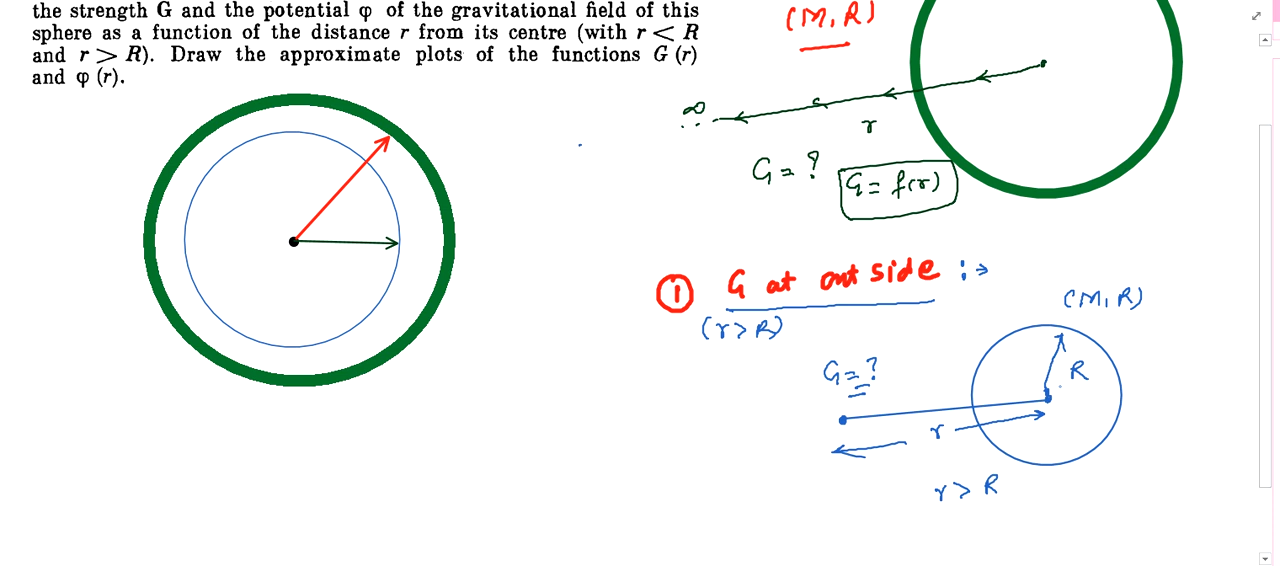 the strength G and the potential φ of the gravitational field of this
sphere as a function of the distance r from its centre (with r < R
and r > R). Draw the approximate plots of the functions G (r)
and φ (r).
(M, R)
∞
r
G = ?
G = f(r)
① G at out side :→
(r > R)
(M, R)
G = ?
R
r
r > R